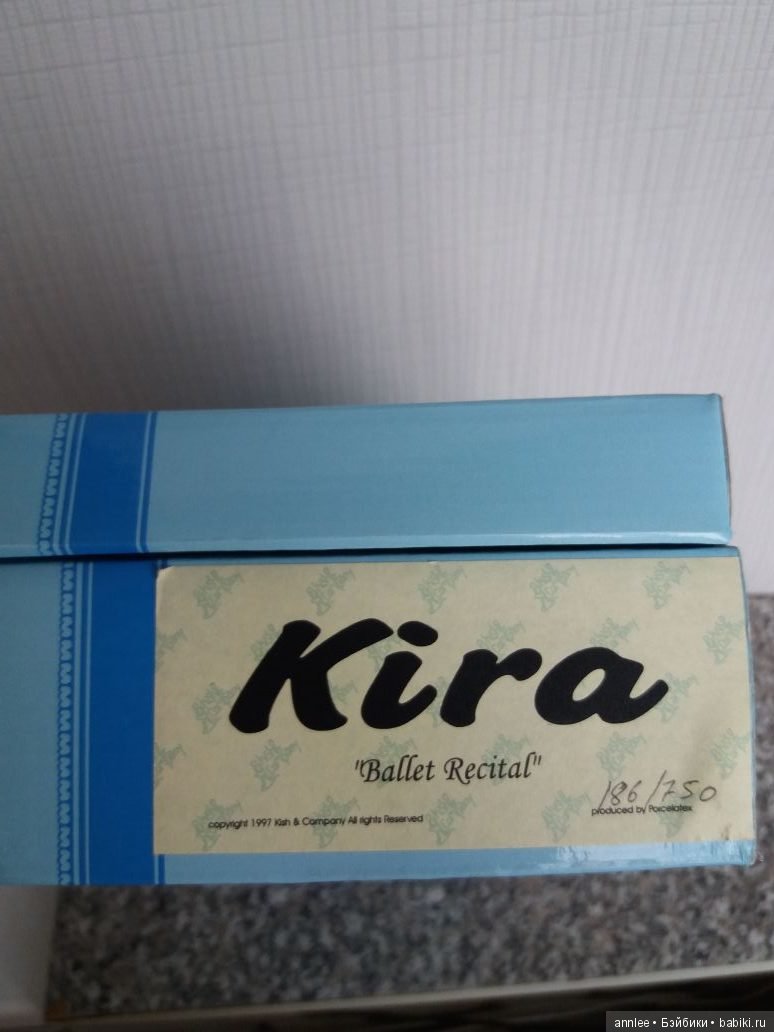 Kira
"Ballet Recital"
186/750
copyright 1997 Kish & Company All rights Reserved
produced by Porcelatex
annlee • Бэйбики • babiki.ru